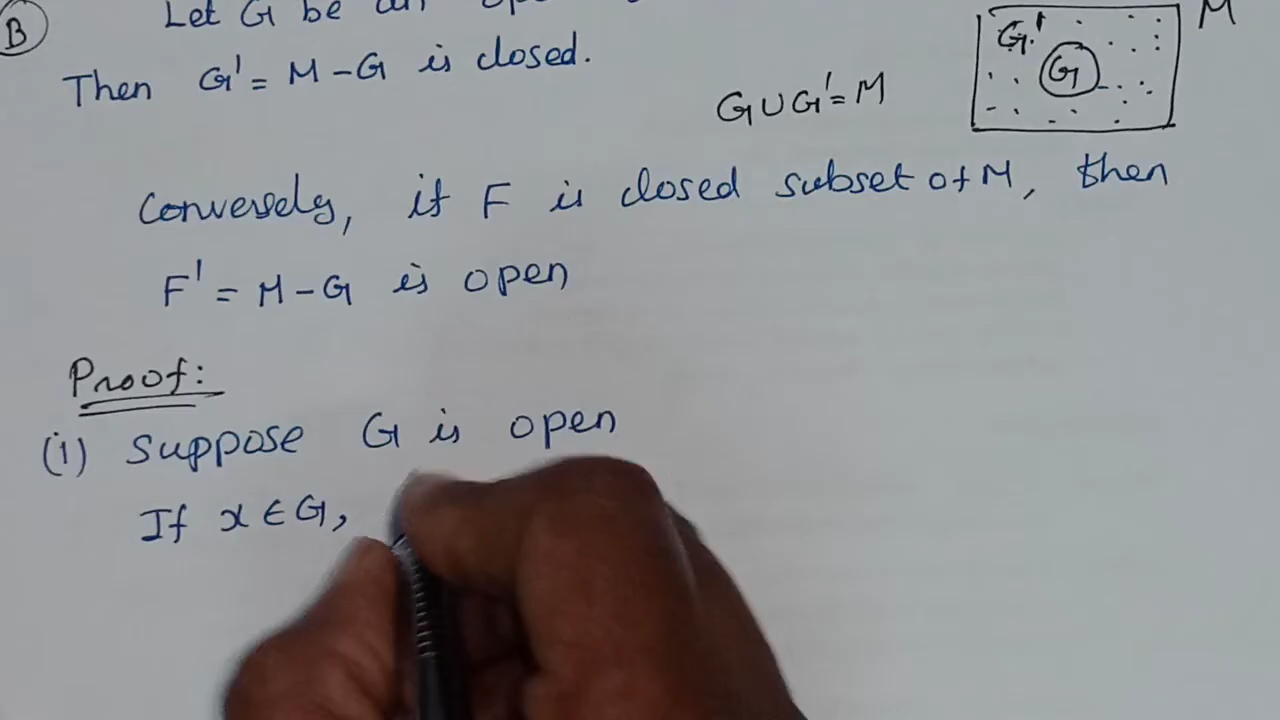 B
Let G be
Then G' = M - G is closed.
M
G'
G
G ∪ G' = M
Conversely, if F is closed subset of M, then
F' = M - G is open
Proof:
(i) Suppose G is open
If x ∈ G,